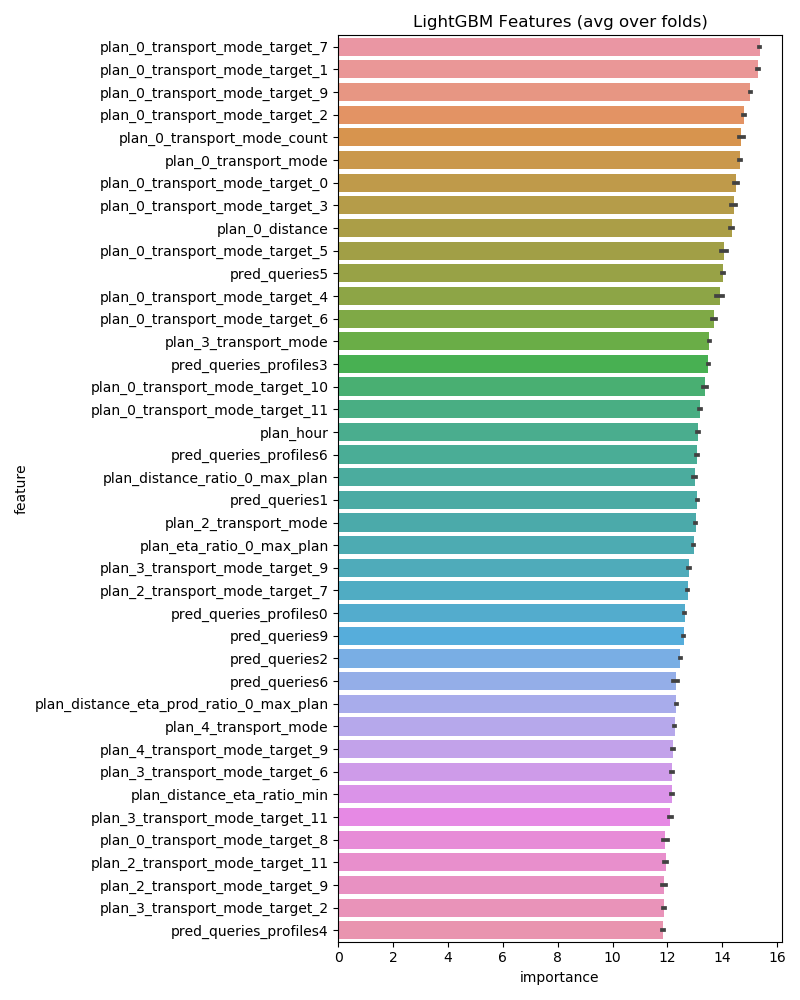 LightGBM Features (avg over folds)
plan_0_transport_mode_target_7
plan_0_transport_mode_target_1
plan_0_transport_mode_target_9
plan_0_transport_mode_target_2
plan_0_transport_mode_count
plan_0_transport_mode
plan_0_transport_mode_target_0
plan_0_transport_mode_target_3
plan_0_distance
plan_0_transport_mode_target_5
pred_queries5
plan_0_transport_mode_target_4
plan_0_transport_mode_target_6
plan_3_transport_mode
pred_queries_profiles3
plan_0_transport_mode_target_10
plan_0_transport_mode_target_11
plan_hour
pred_queries_profiles6
plan_distance_ratio_0_max_plan
pred_queries1
plan_2_transport_mode
plan_eta_ratio_0_max_plan
plan_3_transport_mode_target_9
plan_2_transport_mode_target_7
pred_queries_profiles0
pred_queries9
pred_queries2
pred_queries6
plan_distance_eta_prod_ratio_0_max_plan
plan_4_transport_mode
plan_4_transport_mode_target_9
plan_3_transport_mode_target_6
plan_distance_eta_ratio_min
plan_3_transport_mode_target_11
plan_0_transport_mode_target_8
plan_2_transport_mode_target_11
plan_2_transport_mode_target_9
plan_3_transport_mode_target_2
pred_queries_profiles4
feature
0 2 4 6 8 10 12 14 16
importance